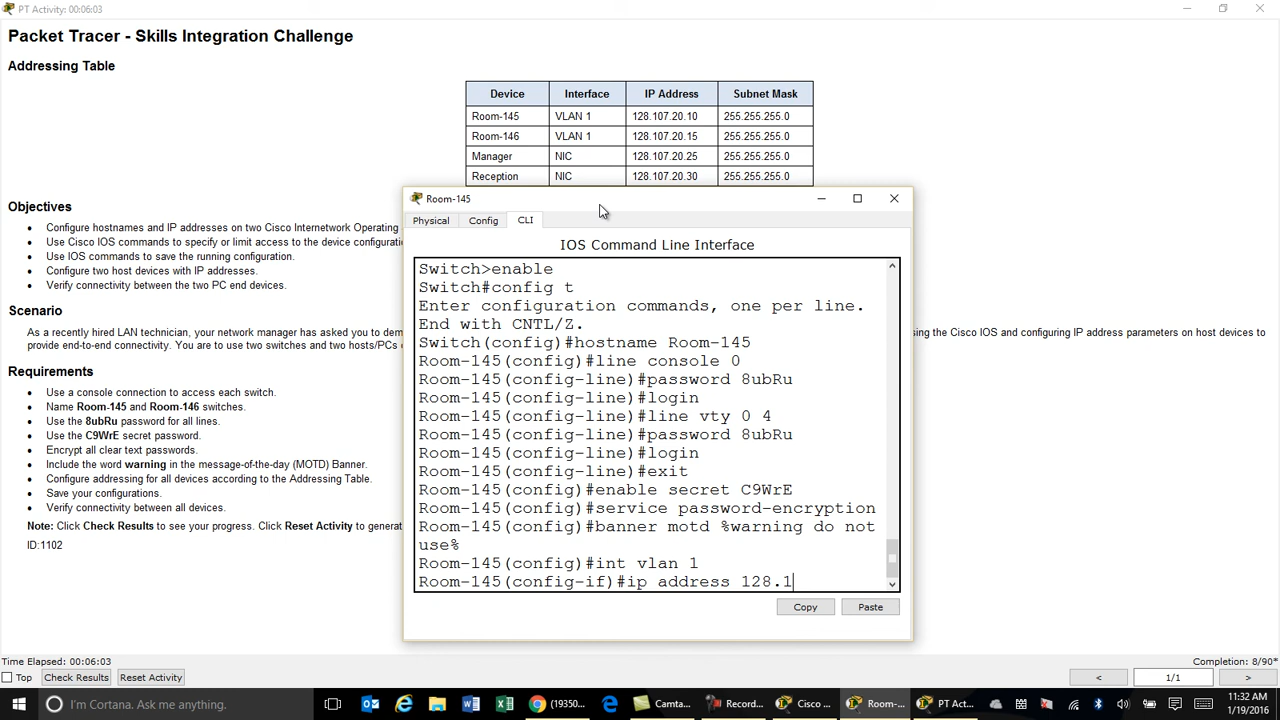 PT Activity: 00:06:03
Packet Tracer - Skills Integration Challenge
Addressing Table
Device Interface IP Address Subnet Mask
Room-145 VLAN 1 128.107.20.10 255.255.255.0
Room-146 VLAN 1 128.107.20.15 255.255.255.0
Manager NIC 128.107.20.25 255.255.255.0
Reception NIC 128.107.20.30 255.255.255.0
Objectives
Configure hostnames and IP addresses on two Cisco Internetwork Operating
Use Cisco IOS commands to specify or limit access to the device configurati
Use IOS commands to save the running configuration.
Configure two host devices with IP addresses.
Verify connectivity between the two PC end devices.
Scenario
As a recently hired LAN technician, your network manager has asked you to dem
ing the Cisco IOS and configuring IP address parameters on host devices to
provide end-to-end connectivity. You are to use two switches and two hosts/PCs
Requirements
Use a console connection to access each switch.
Name Room-145 and Room-146 switches.
Use the 8ubRu password for all lines.
Use the C9WrE secret password.
Encrypt all clear text passwords.
Include the word warning in the message-of-the-day (MOTD) Banner.
Configure addressing for all devices according to the Addressing Table.
Save your configurations.
Verify connectivity between all devices.
Note: Click Check Results to see your progress. Click Reset Activity to generat
ID:1102
Room-145
Physical Config CLI
IOS Command Line Interface
Switch>enable
Switch#config t
Enter configuration commands, one per line.
End with CNTL/Z.
Switch(config)#hostname Room-145
Room-145(config)#line console 0
Room-145(config-line)#password 8ubRu
Room-145(config-line)#login
Room-145(config-line)#line vty 0 4
Room-145(config-line)#password 8ubRu
Room-145(config-line)#login
Room-145(config-line)#exit
Room-145(config)#enable secret C9WrE
Room-145(config)#service password-encryption
Room-145(config)#banner motd %warning do not
use%
Room-145(config)#int vlan 1
Room-145(config-if)#ip address 128.1
Copy Paste
Time Elapsed: 00:06:03 Completion: 8/90*
Top Check Results Reset Activity < 1/1 >
I'm Cortana. Ask me anything. (19350... Camta... Record... Cisco ... Room-... PT Act...
11:32 AM
1/19/2016